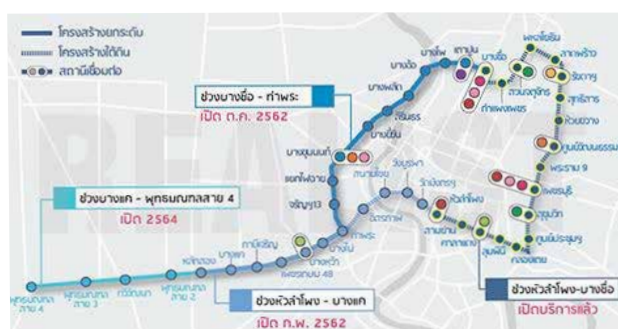 โครงสร้างยกระดับ
โครงสร้างใต้ดิน
สถานีเชื่อมต่อ
ช่วงบางซื่อ - ท่าพระ
เปิด ต.ค. 2562
ช่วงบางแค - พุทธมณฑลสาย 4
เปิด 2564
ช่วงหัวลำโพง - บางแค
เปิด ก.พ. 2562
ช่วงหัวลำโพง-บางซื่อ
เปิดบริการแล้ว
พหลโยธิน
ลาดพร้าว
รัชดาฯ
สุทธิสาร
ห้วยขวาง
ศูนย์วัฒนธรรม
พระราม 9
เพชรบุรี
สุขุมวิท
ศูนย์ประชุมฯ
คลองเตย
ลุมพินี
ศาลาแดง
สามย่าน
หัวลำโพง
วัดมังกรฯ
วังบูรพา
สนามไชย
อิสรภาพ
ท่าพระ
บางไผ่
บางหว้า
เพชรเกษม 48
ภาษีเจริญ
บางแค
หลักสอง
พุทธมณฑล
สาย 2
ทวีวัฒนา
พุทธมณฑล
สาย 3
พุทธมณฑล
สาย 4
จรัญฯ13
แยกไฟฉาย
บางขุนนนท์
บางยี่ขัน
สิรินธร
บางพลัด
บางอ้อ
บางโพ
เตาปูน
บางซื่อ
กำแพงเพชร
สวนจตุจักร